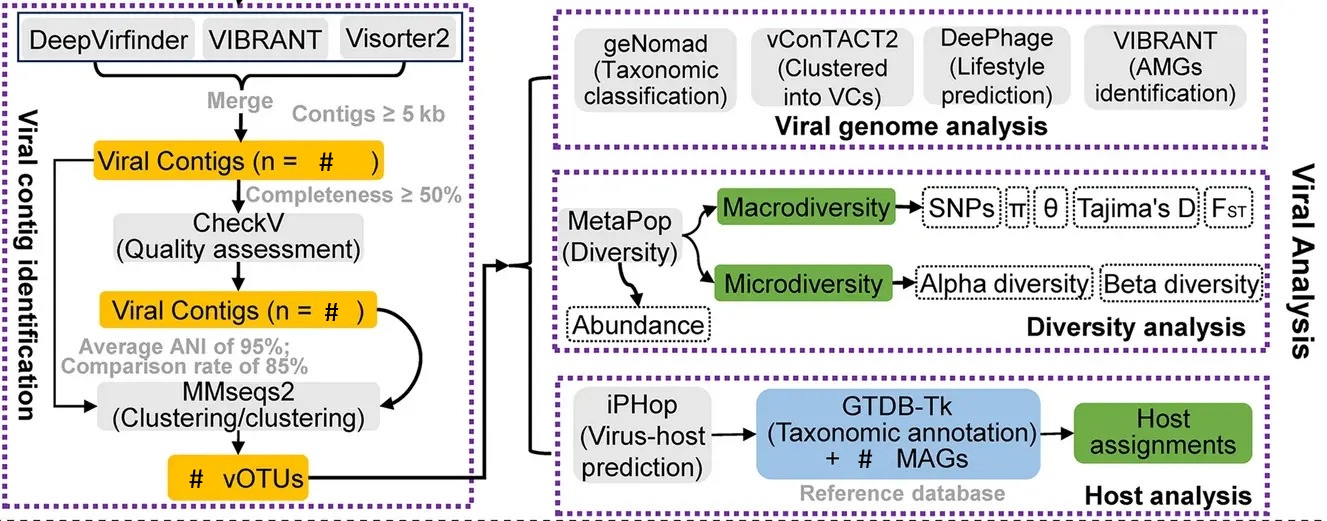 DeepVirfinder
VIBRANT
Visorter2
Merge
Contigs ≥ 5 kb
Viral Contigs (n = # )
Completeness ≥ 50%
CheckV
(Quality assessment)
Viral Contigs (n = # )
Average ANI of 95%;
Comparison rate of 85%
MMseqs2
(Clustering/clustering)
# vOTUs
Viral contig identification
geNomad
(Taxonomic
classification)
vConTACT2
(Clustered
into VCs)
DeePhage
(Lifestyle
prediction)
VIBRANT
(AMGs
identification)
Viral genome analysis
MetaPop
(Diversity)
Macrodiversity
SNPs
π
θ
Tajima's D
FST
Microdiversity
Alpha diversity
Beta diversity
Abundance
Diversity analysis
iPHop
(Virus-host
prediction)
GTDB-Tk
(Taxonomic annotation)
+ # MAGs
Reference database
Host
assignments
Host analysis
Viral Analysis